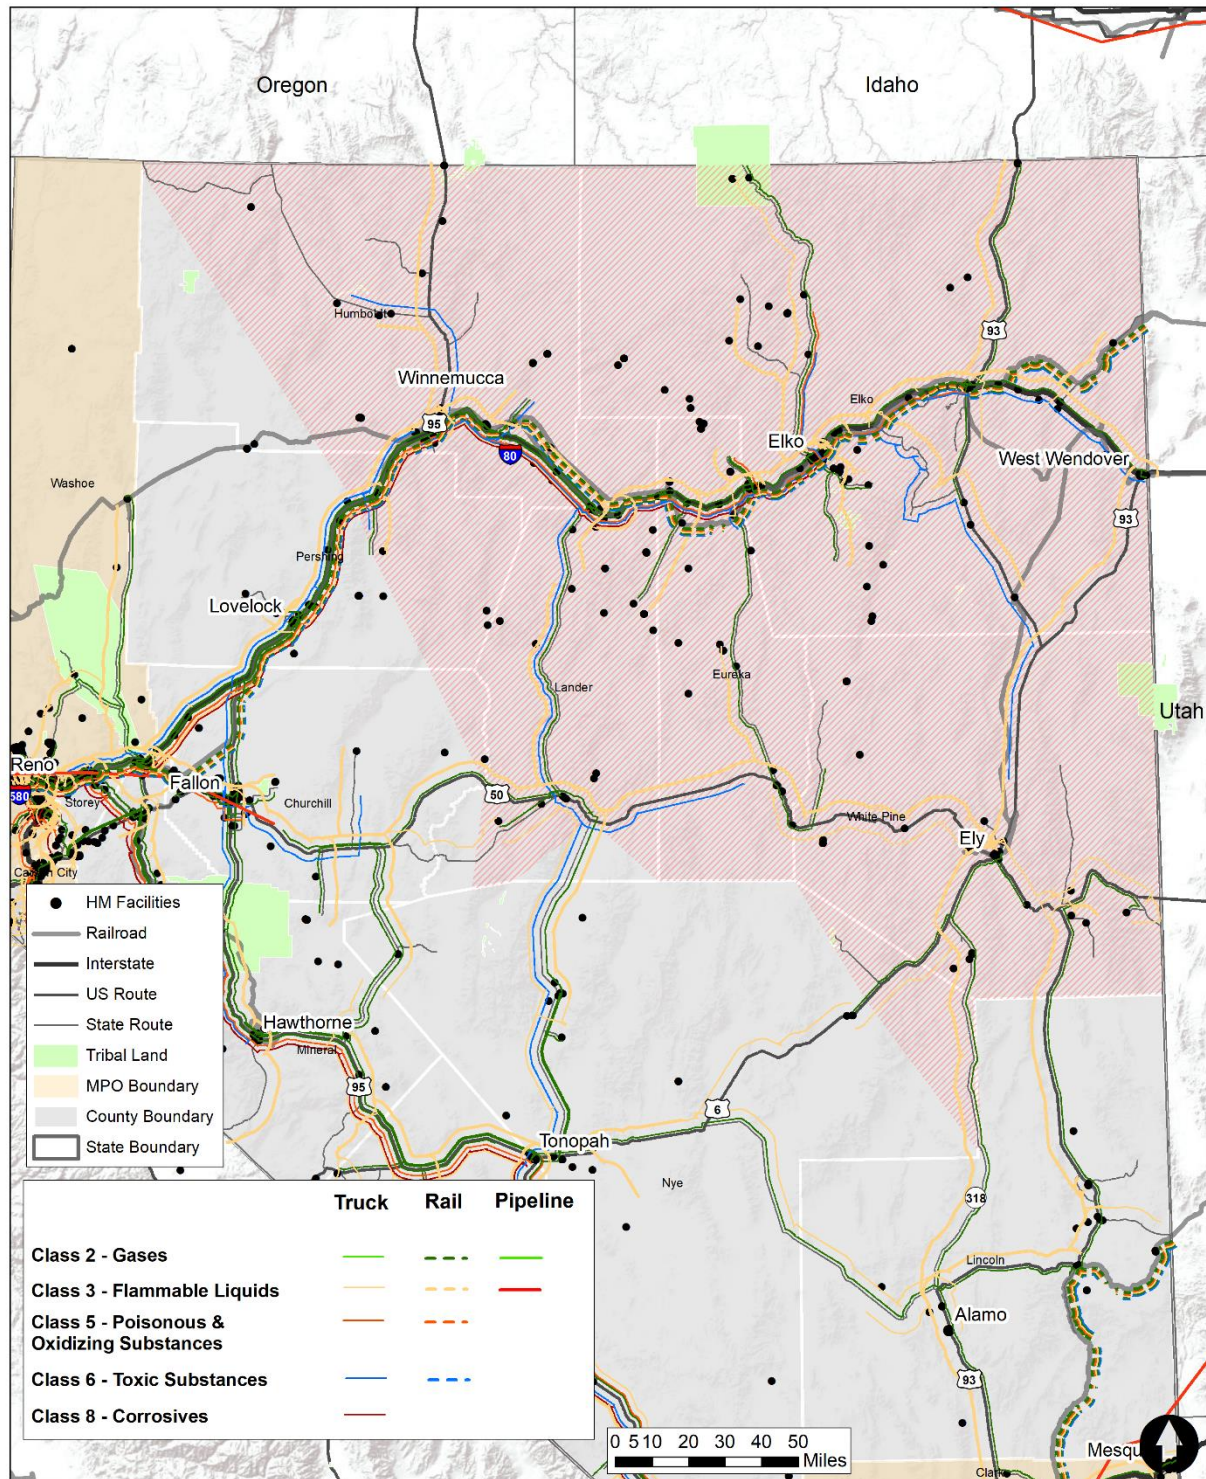 Oregon
Idaho
93
Humboldt
Winnemucca
95
Elko
Elko
80
West Wendover
Washoe
93
Pershing
Lovelock
Lander
Eureka
Utah
Reno
580
Storey
Fallon
Churchill
50
White Pine
Ely
HM Facilities
Railroad
Interstate
US Route
State Route
Tribal Land
MPO Boundary
County Boundary
State Boundary
Hawthorne
Mineral
95
6
Tonopah
Nye
318
Lincoln
Alamo
93
Truck Rail Pipeline
Class 2 - Gases
Class 3 - Flammable Liquids
Class 5 - Poisonous &
Oxidizing Substances
Class 6 - Toxic Substances
Class 8 - Corrosives
0 5 10 20 30 40 50
Miles